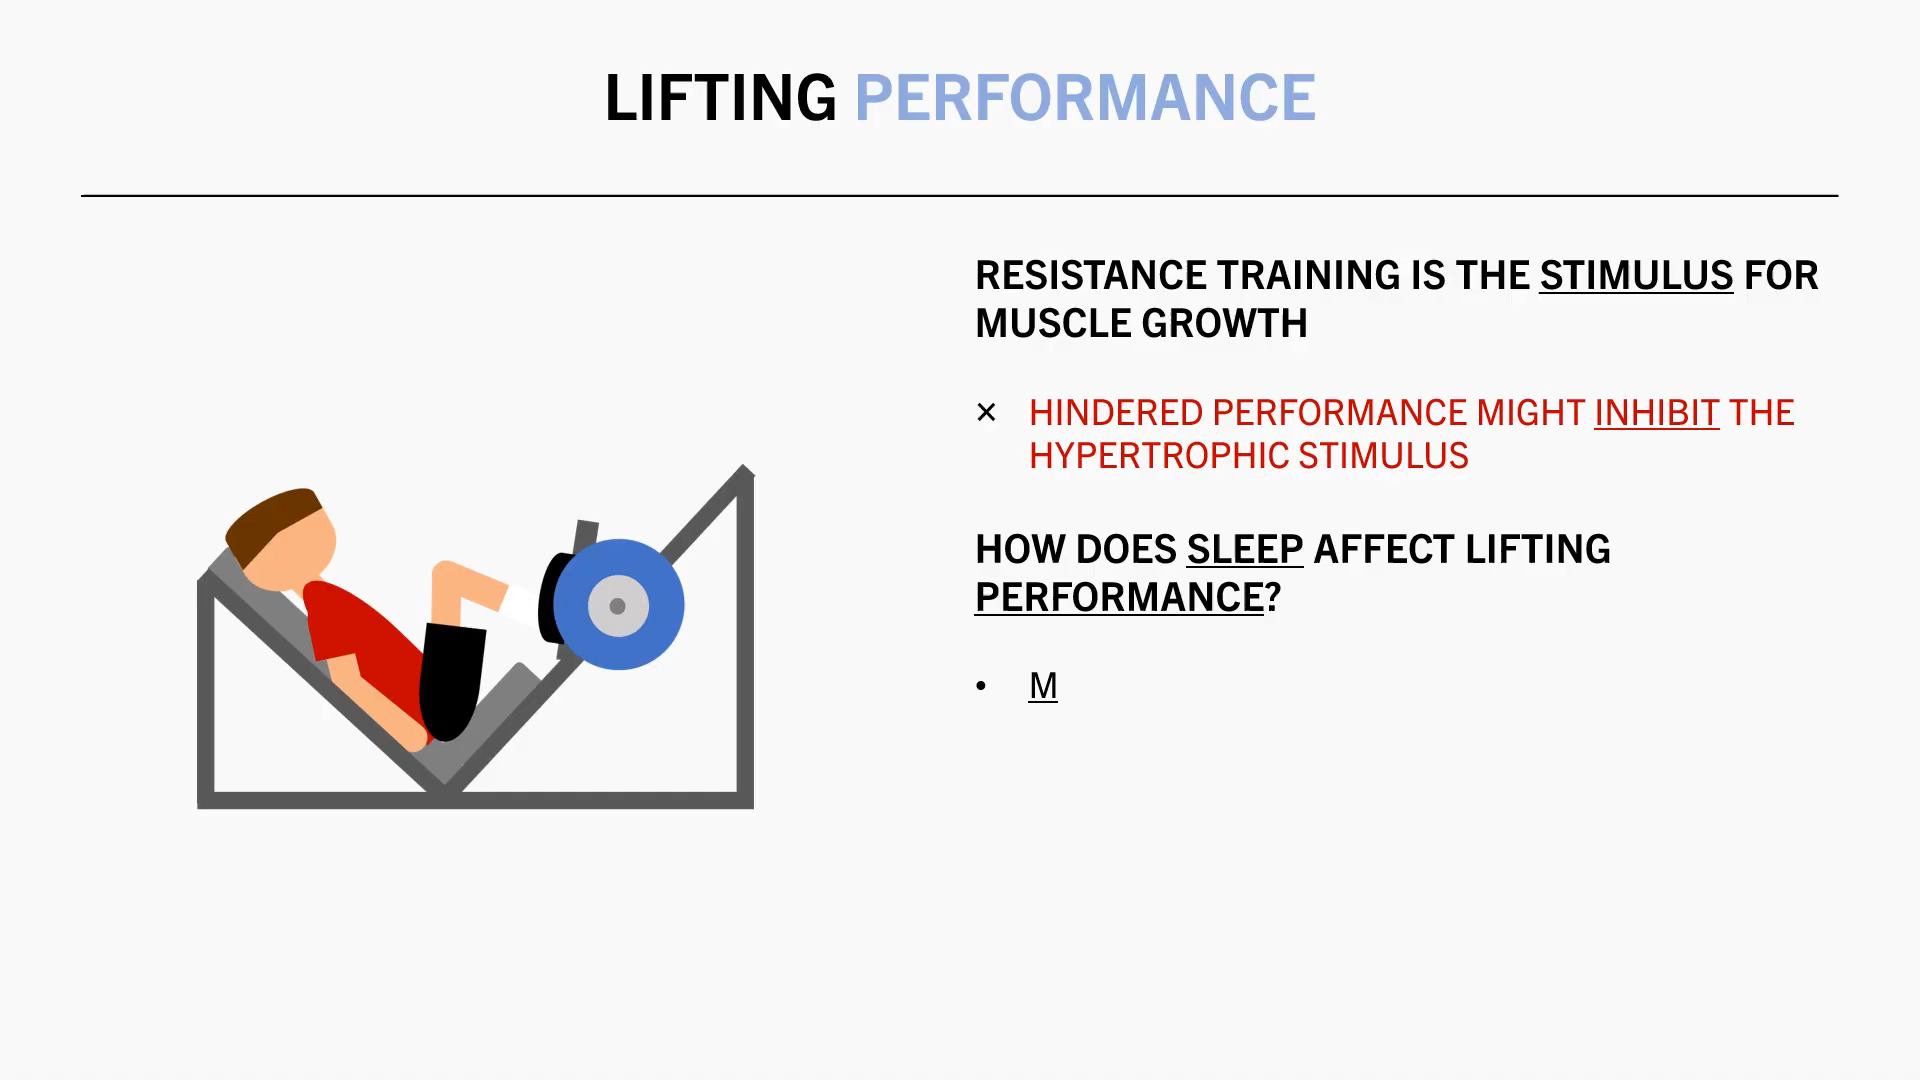 LIFTING PERFORMANCE
RESISTANCE TRAINING IS THE STIMULUS FOR
MUSCLE GROWTH
× HINDERED PERFORMANCE MIGHT INHIBIT THE
HYPERTROPHIC STIMULUS
HOW DOES SLEEP AFFECT LIFTING
PERFORMANCE?
• M